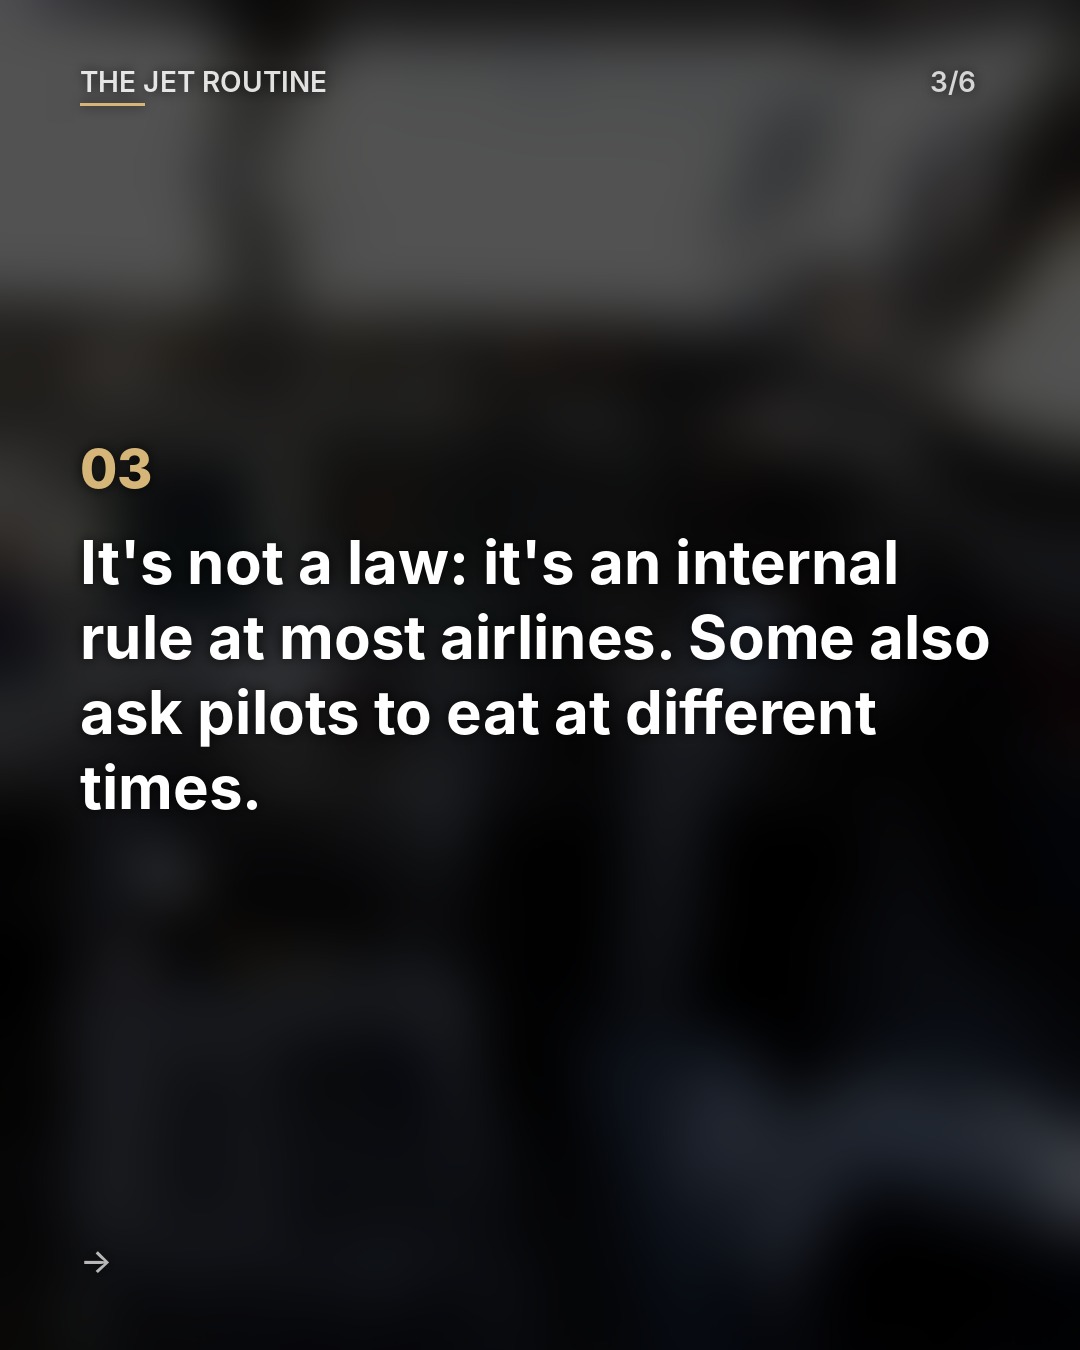 THE JET ROUTINE
3/6
03
It's not a law: it's an internal
rule at most airlines. Some also
ask pilots to eat at different
times.
→